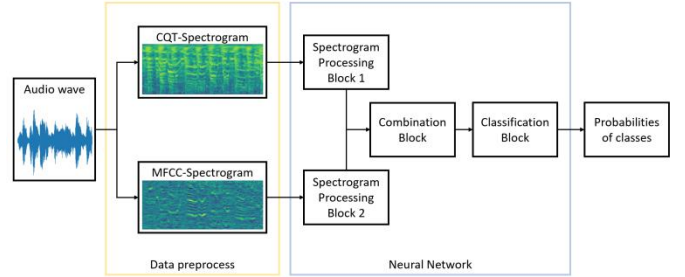 Audio wave
CQT-Spectrogram
MFCC-Spectrogram
Data preprocess
Spectrogram
Processing
Block 1
Spectrogram
Processing
Block 2
Combination
Block
Classification
Block
Neural Network
Probabilities
of classes